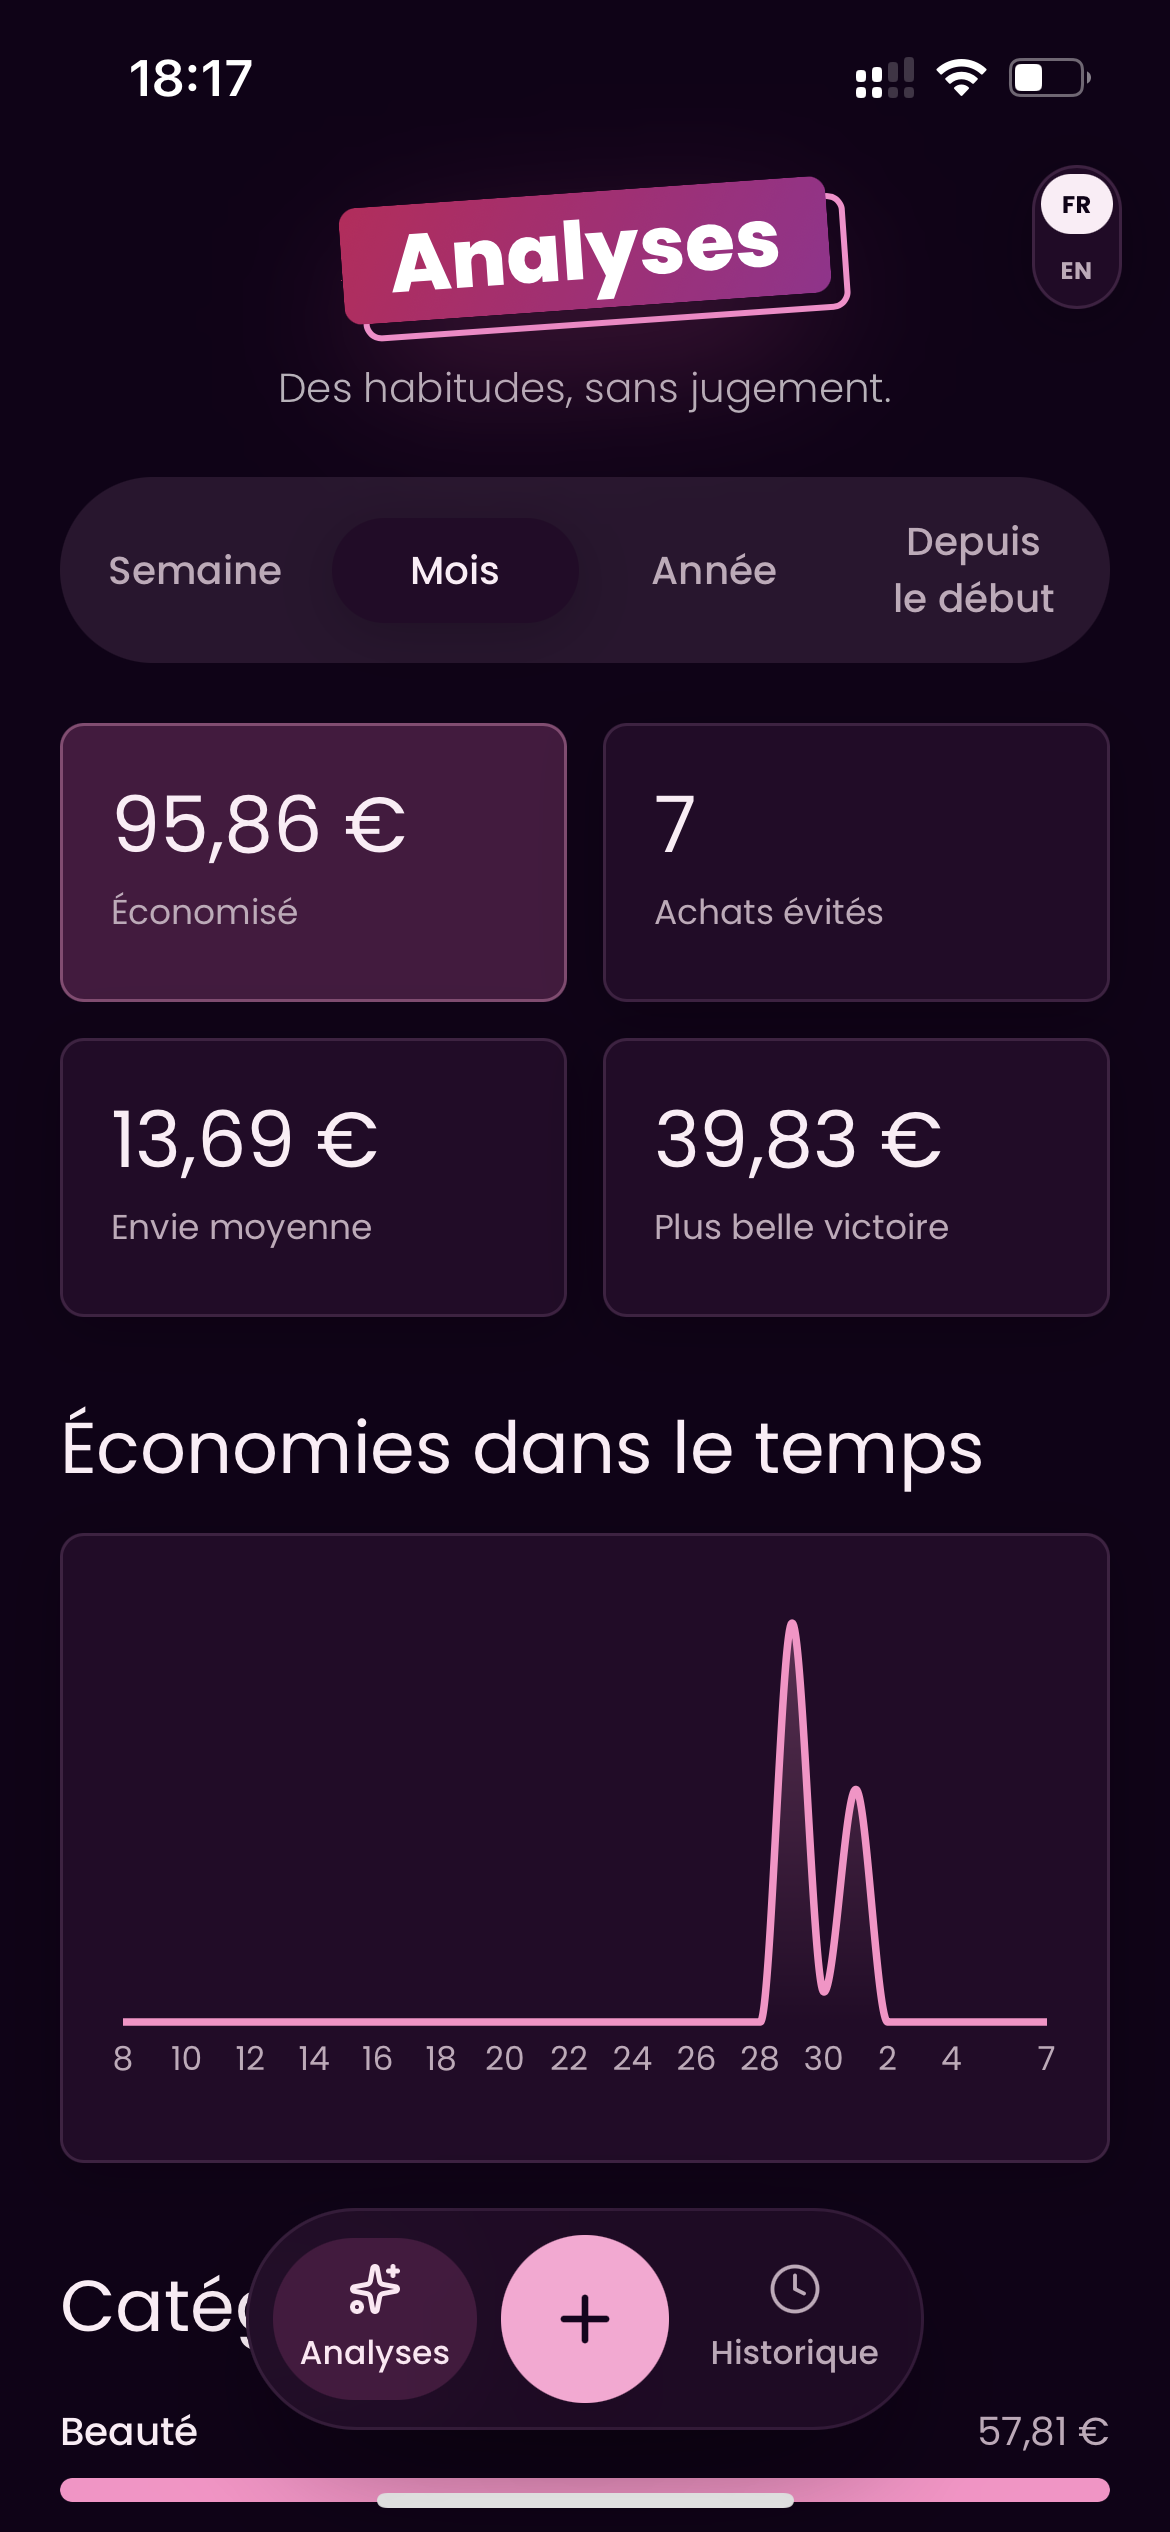 18:17
Analyses
FR
EN
Des habitudes, sans jugement.
Semaine
Mois
Année
Depuis
le début
95,86 €
Économisé
7
Achats évités
13,69 €
Envie moyenne
39,83 €
Plus belle victoire
Économies dans le temps
8 10 12 14 16 18 20 22 24 26 28 30 2 4 7
Catég
Analyses
Historique
Beauté
57,81 €